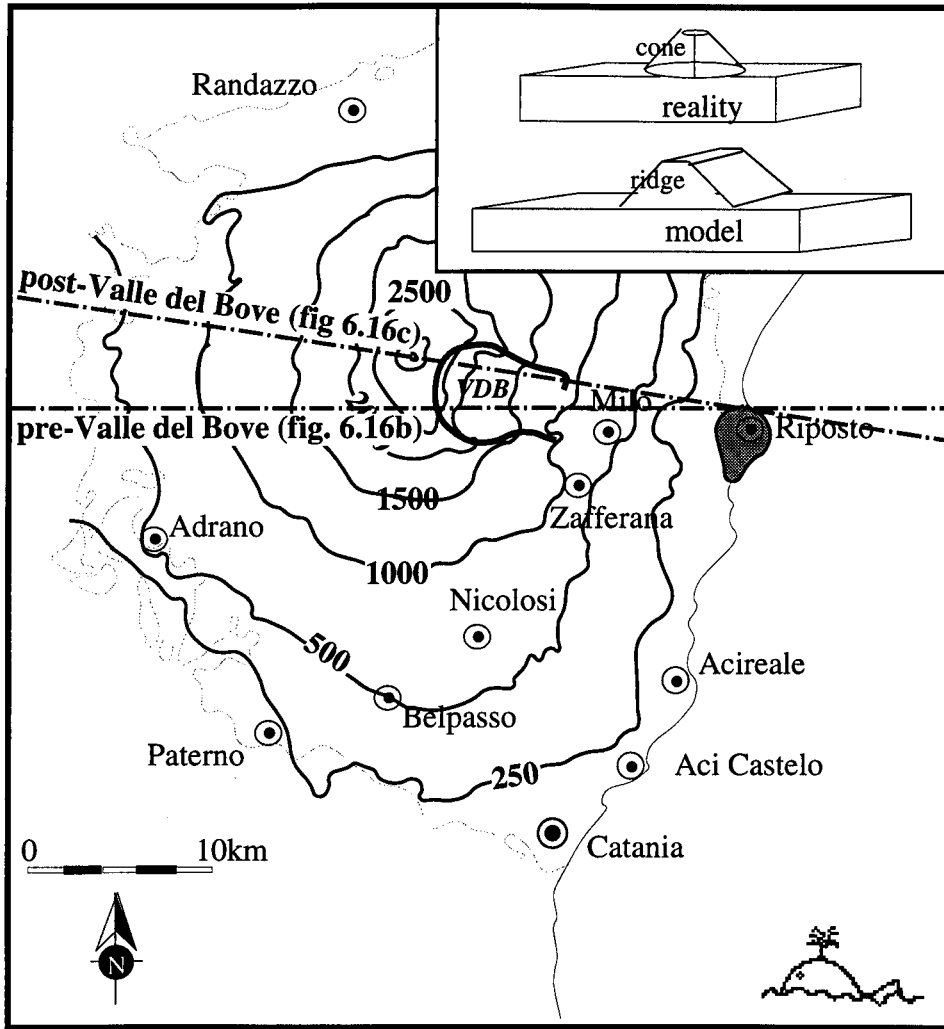 cone
reality
ridge
model
Randazzo
2500
post-Valle del Bove (fig 6.16c)
VDB
Milo
pre-Valle del Bove (fig. 6.16b)
Riposto
1500
Zafferana
Adrano
1000
Nicolosi
500
Acireale
Belpasso
Paterno
250
Aci Castelo
0 10km
Catania
N